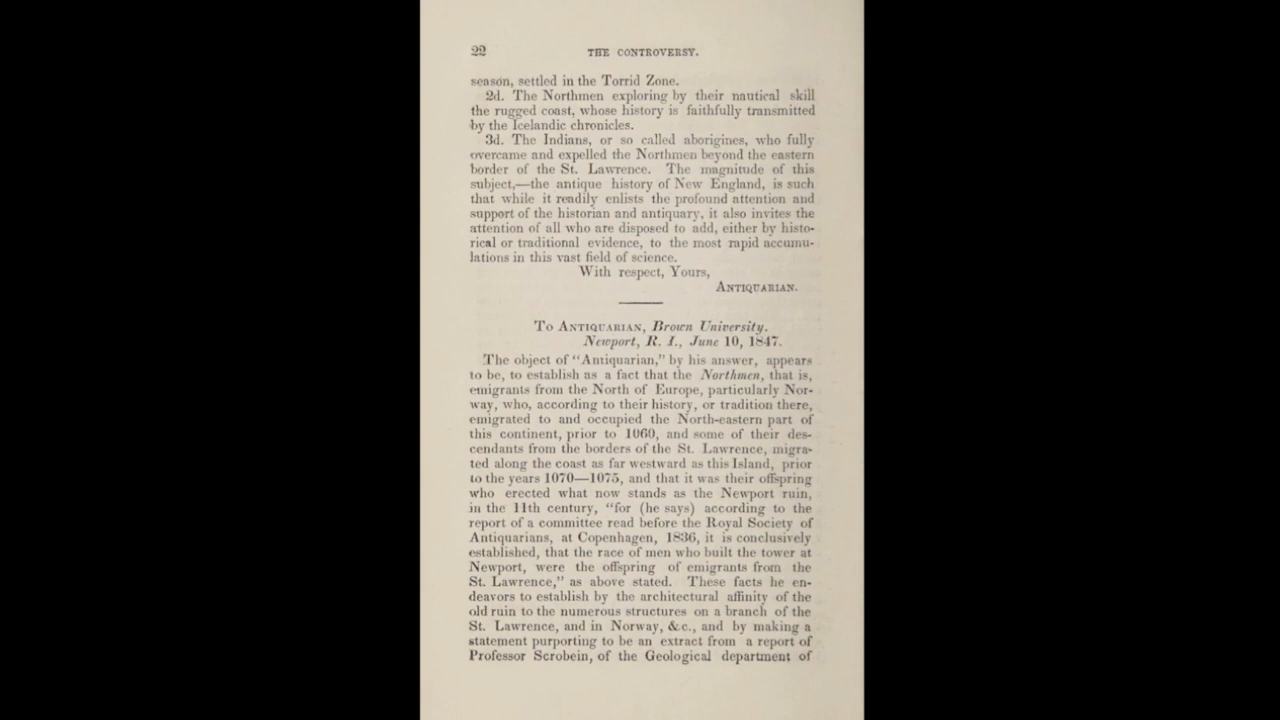 22
THE CONTROVERSY.
season, settled in the Torrid Zone.
2d. The Northmen exploring by their nautical skill
the rugged coast, whose history is faithfully transmitted
by the Icelandic chronicles.
3d. The Indians, or so called aborigines, who fully
overcame and expelled the Northmen beyond the eastern
border of the St. Lawrence. The magnitude of this
subject,—the antique history of New England, is such
that while it readily enlists the profound attention and
support of the historian and antiquary, it also invites the
attention of all who are disposed to add, either by histo-
rical or traditional evidence, to the most rapid accumu-
lations in this vast field of science.
With respect, Yours,
ANTIQUARIAN.
To ANTIQUARIAN, Brown University.
Newport, R. I., June 10, 1847.
The object of "Antiquarian," by his answer, appears
to be, to establish as a fact that the Northmen, that is,
emigrants from the North of Europe, particularly Nor-
way, who, according to their history, or tradition there,
emigrated to and occupied the North-eastern part of
this continent, prior to 1060, and some of their des-
cendants from the borders of the St. Lawrence, migra-
ted along the coast as far westward as this Island, prior
to the years 1070—1075, and that it was their offspring
who erected what now stands as the Newport ruin,
in the 11th century, "for (he says) according to the
report of a committee read before the Royal Society of
Antiquarians, at Copenhagen, 1836, it is conclusively
established, that the race of men who built the tower at
Newport, were the offspring of emigrants from the
St. Lawrence," as above stated. These facts he en-
deavors to establish by the architectural affinity of the
old ruin to the numerous structures on a branch of the
St. Lawrence, and in Norway, &c., and by making a
statement purporting to be an extract from a report of
Professor Scrobein, of the Geological department of